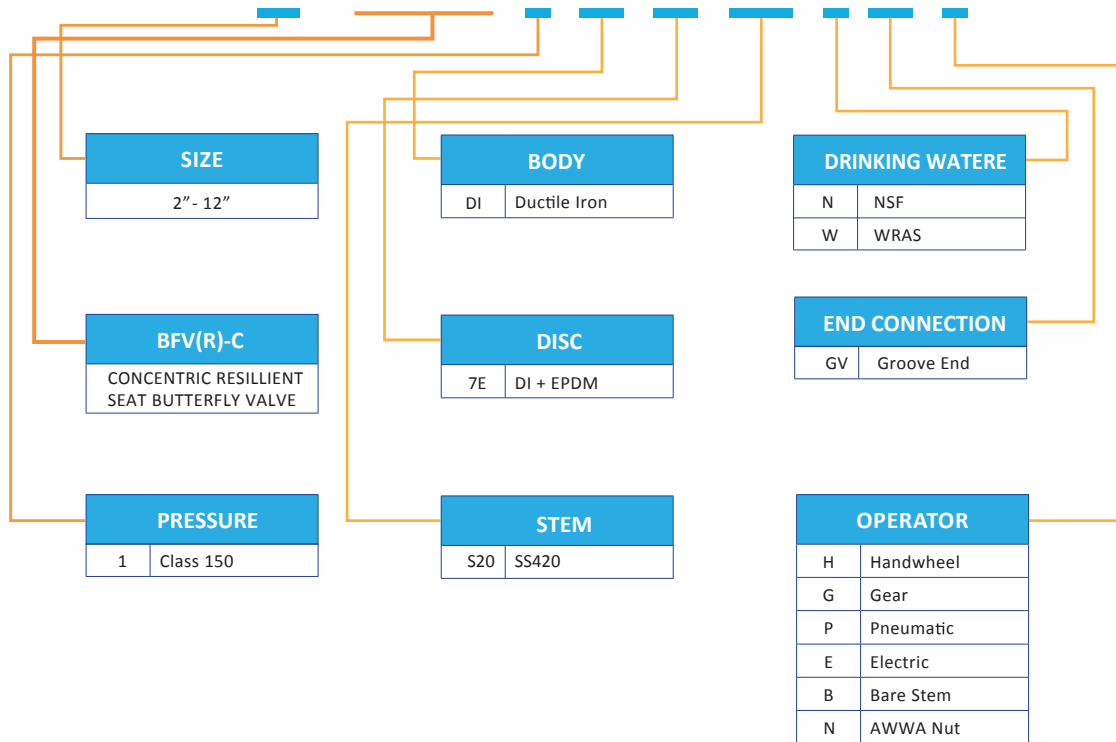 SIZE
2”- 12”
BODY
DI Ductile Iron
DRINKING WATERE
N NSF
W WRAS
BFV(R)-C
CONCENTRIC RESILLIENT
SEAT BUTTERFLY VALVE
DISC
7E DI + EPDM
END CONNECTION
GV Groove End
PRESSURE
1 Class 150
STEM
S20 SS420
OPERATOR
H Handwheel
G Gear
P Pneumatic
E Electric
B Bare Stem
N AWWA Nut